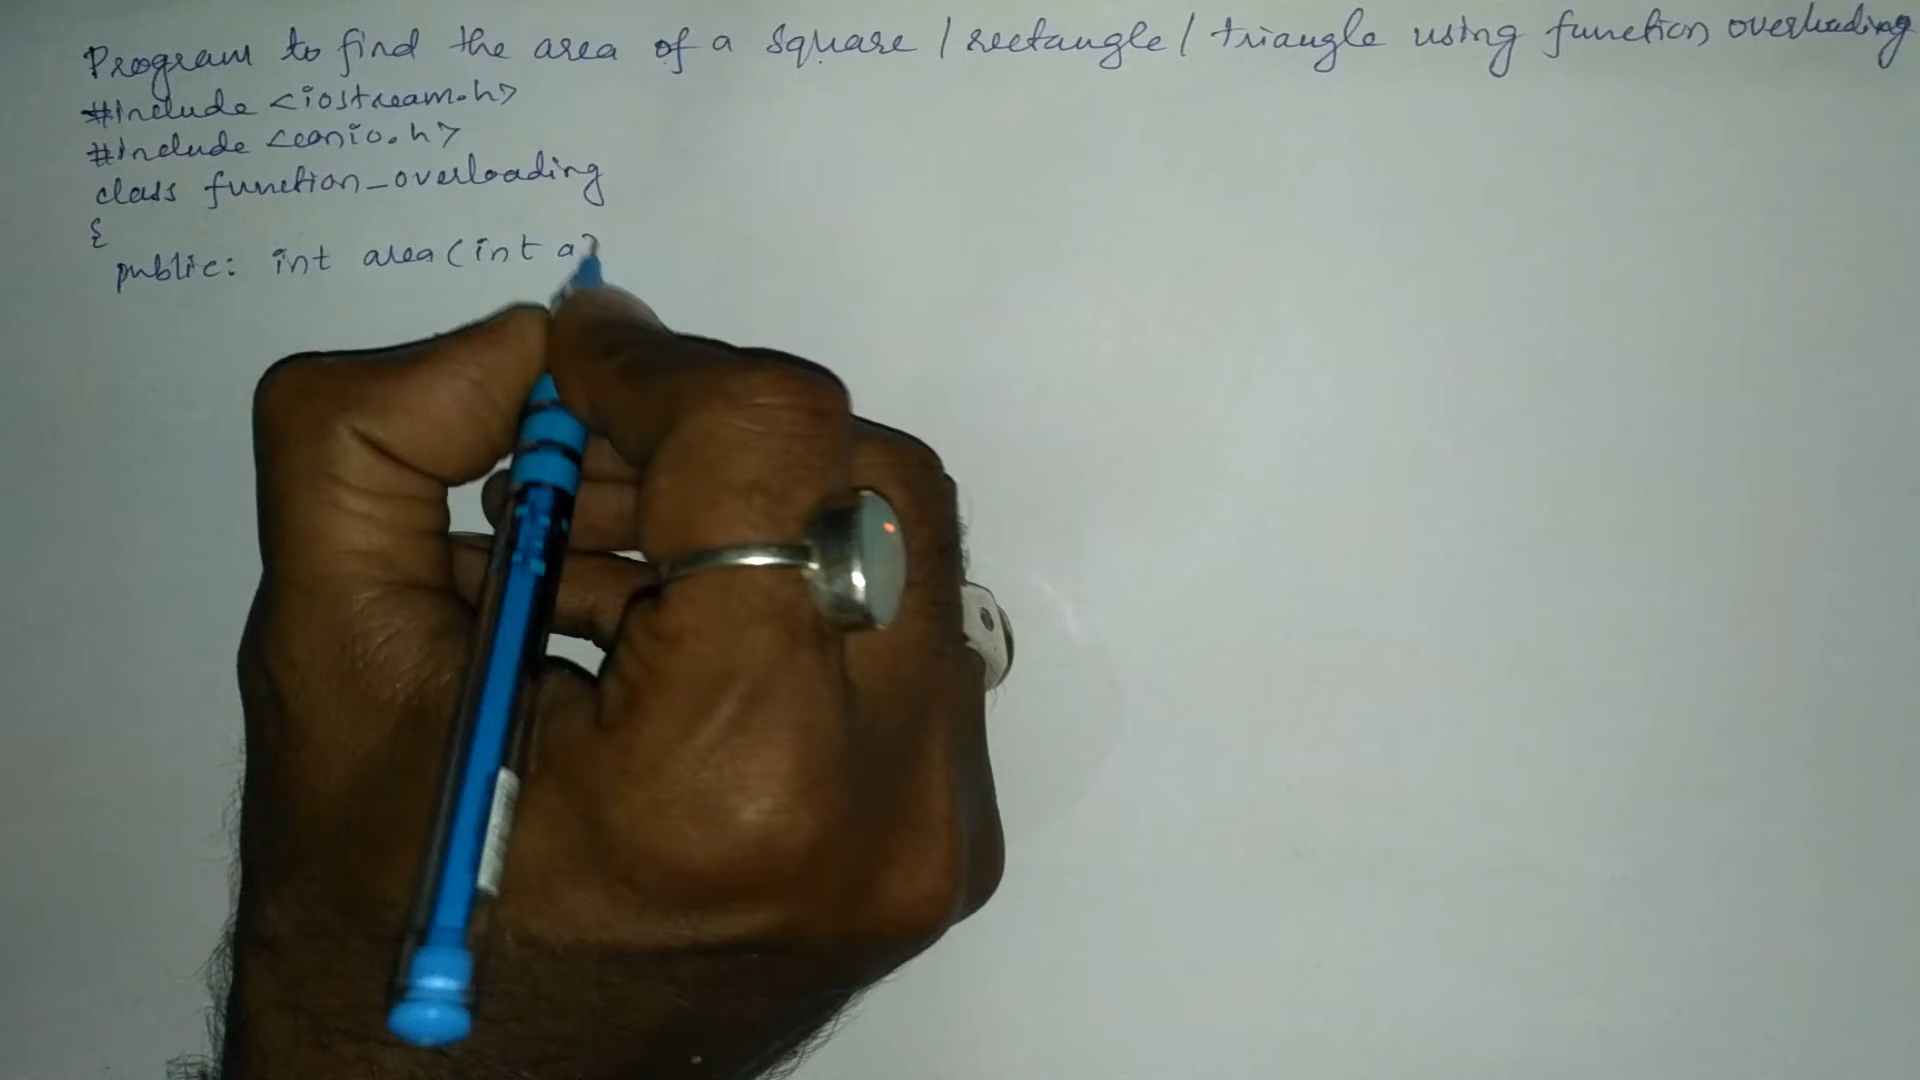 Program to find the area of a square / rectangle / triangle using function overloading
#include <iostream.h>
#include <conio.h>
class function_overloading
{
public: int area(int a)